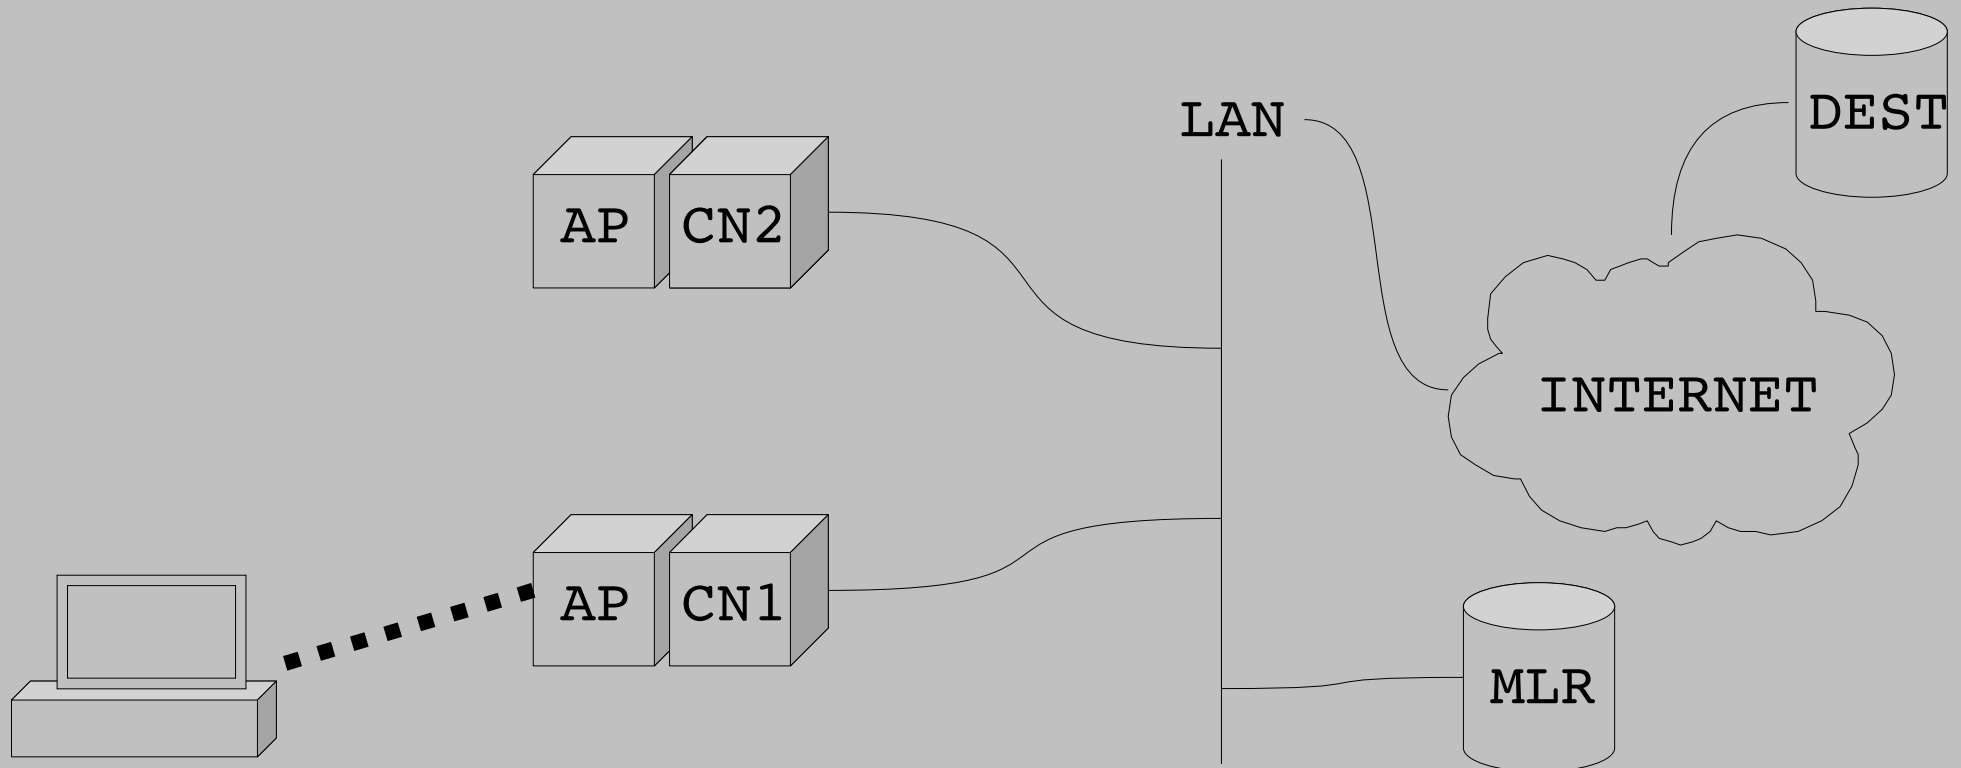 DEST
LAN
AP
CN2
INTERNET
AP
CN1
MLR